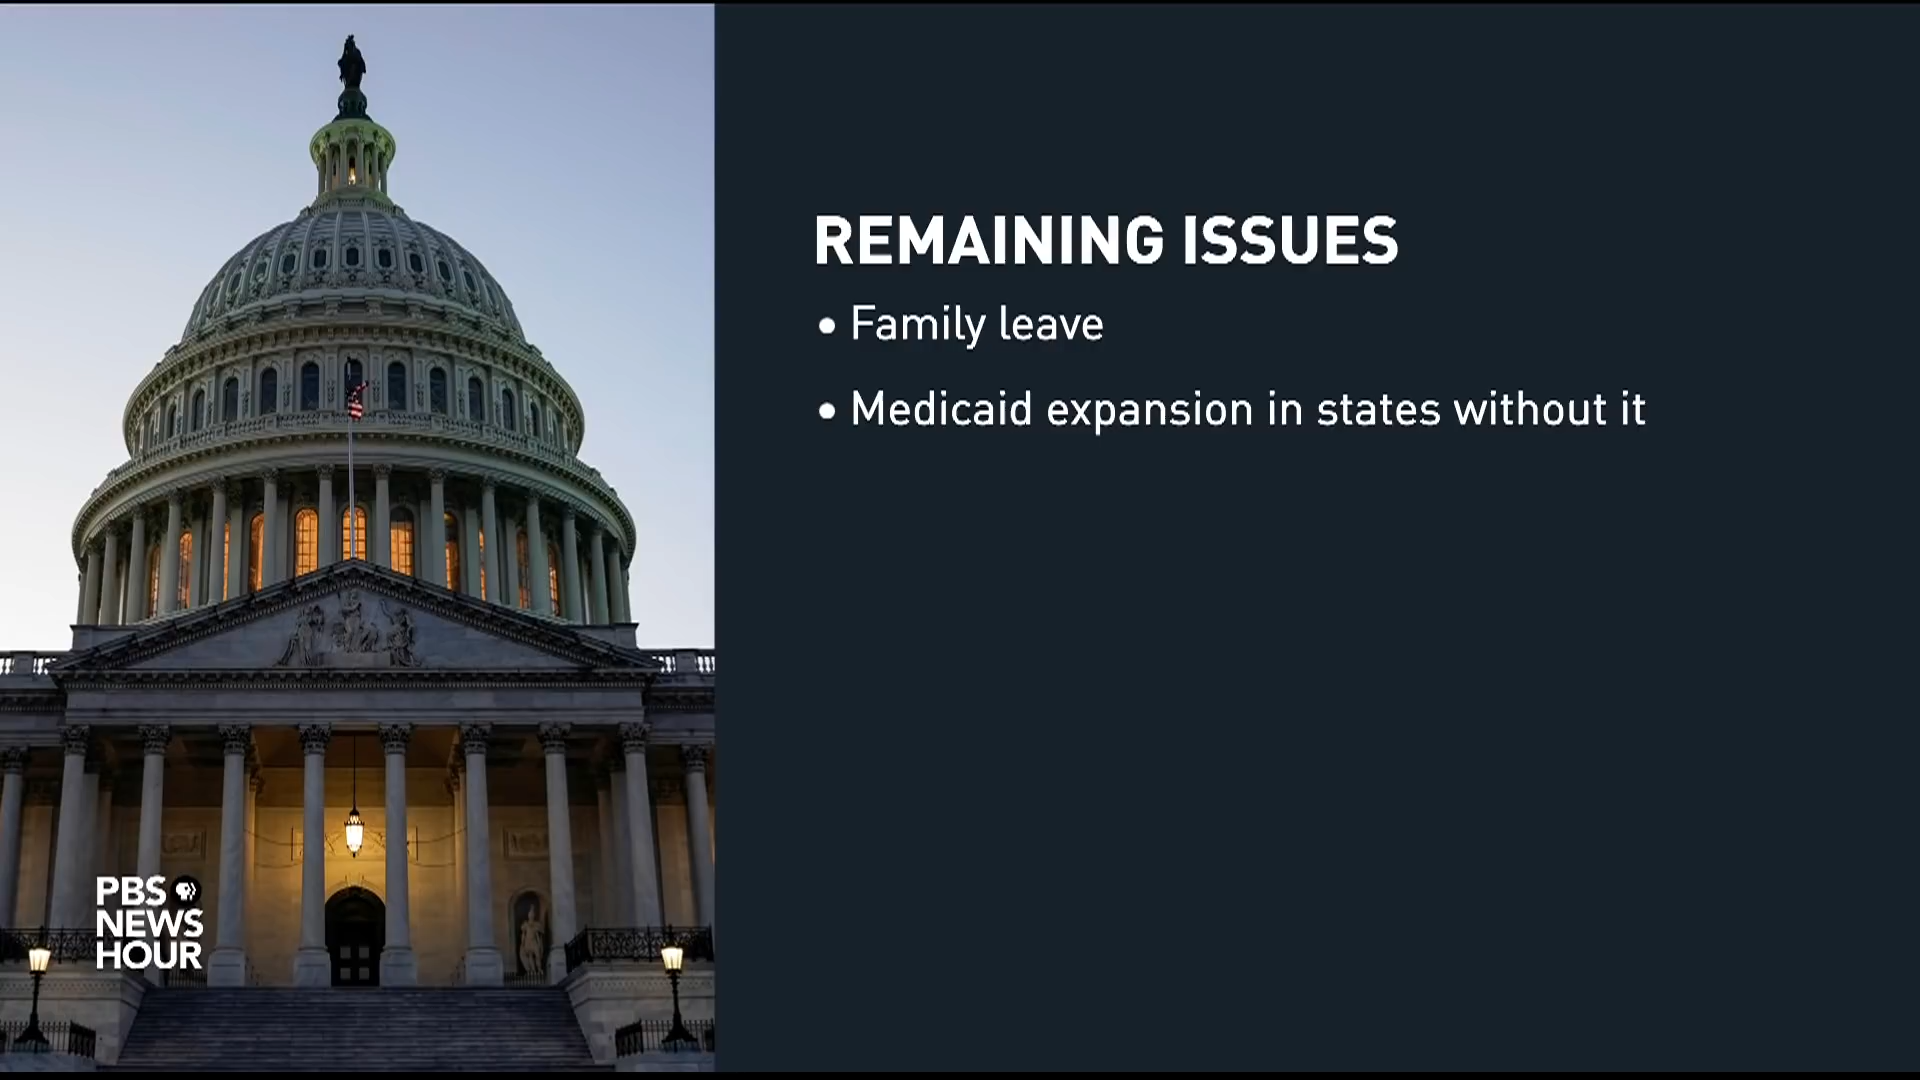 REMAINING ISSUES
• Family leave
• Medicaid expansion in states without it
PBS
NEWS
HOUR